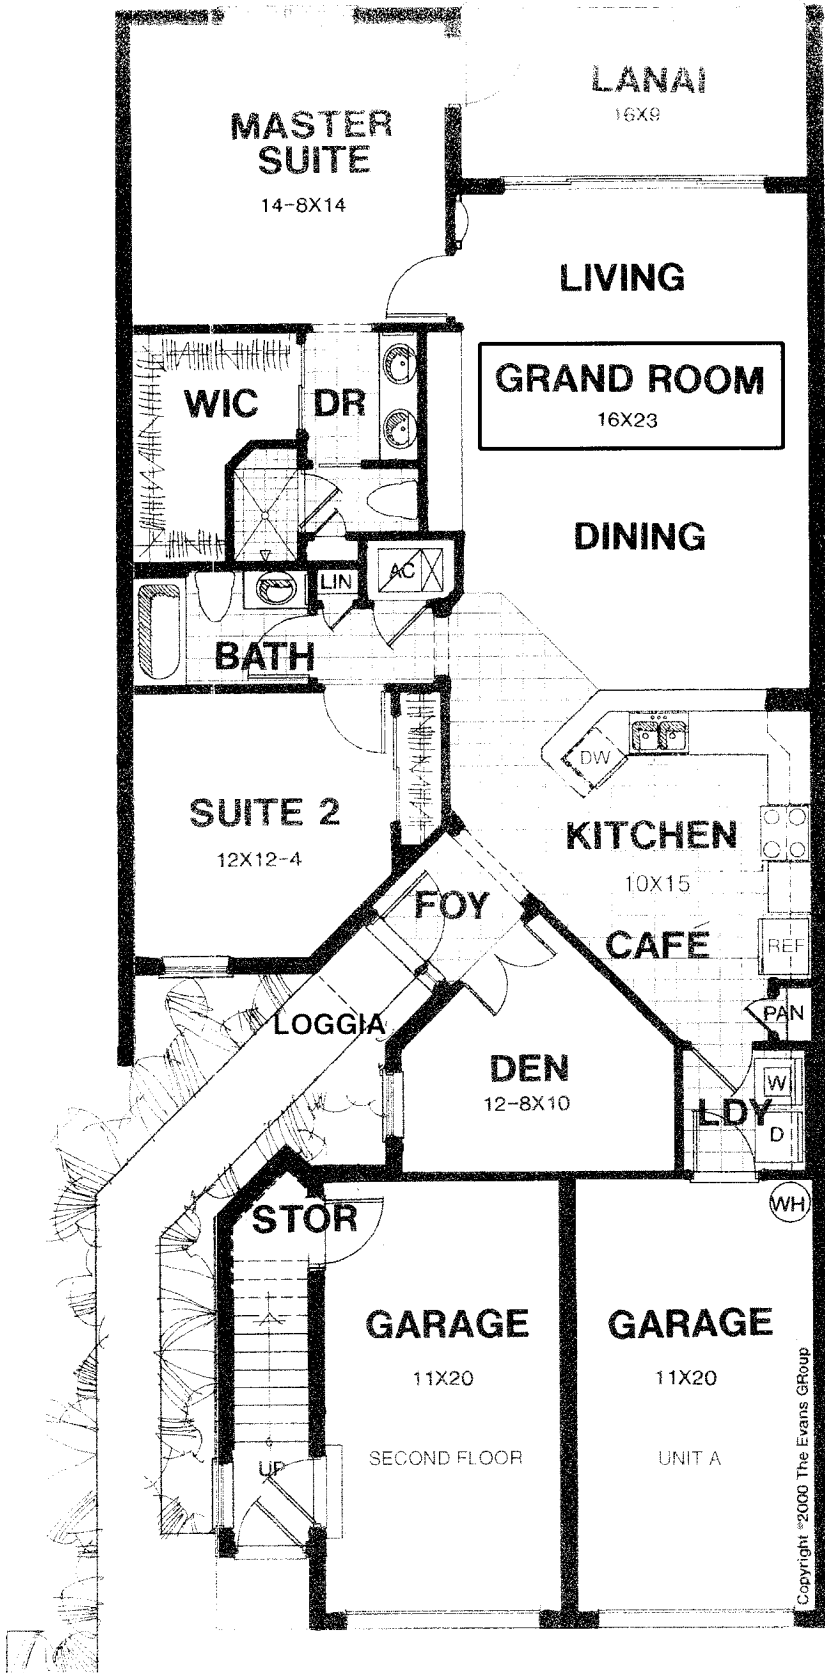 LANAI
16X9
MASTER
SUITE
14-8X14
LIVING
GRAND ROOM
16X23
WIC
DR
DINING
LIN
AC
BATH
DW
SUITE 2
12X12-4
KITCHEN
10X15
FOY
CAFÉ
REF
LOGGIA
PAN
DEN
12-8X10
W
LDY
D
WH
STOR
GARAGE
11X20
SECOND FLOOR
GARAGE
11X20
UNIT A
UP
Copyright ©2000 The Evans GRoup